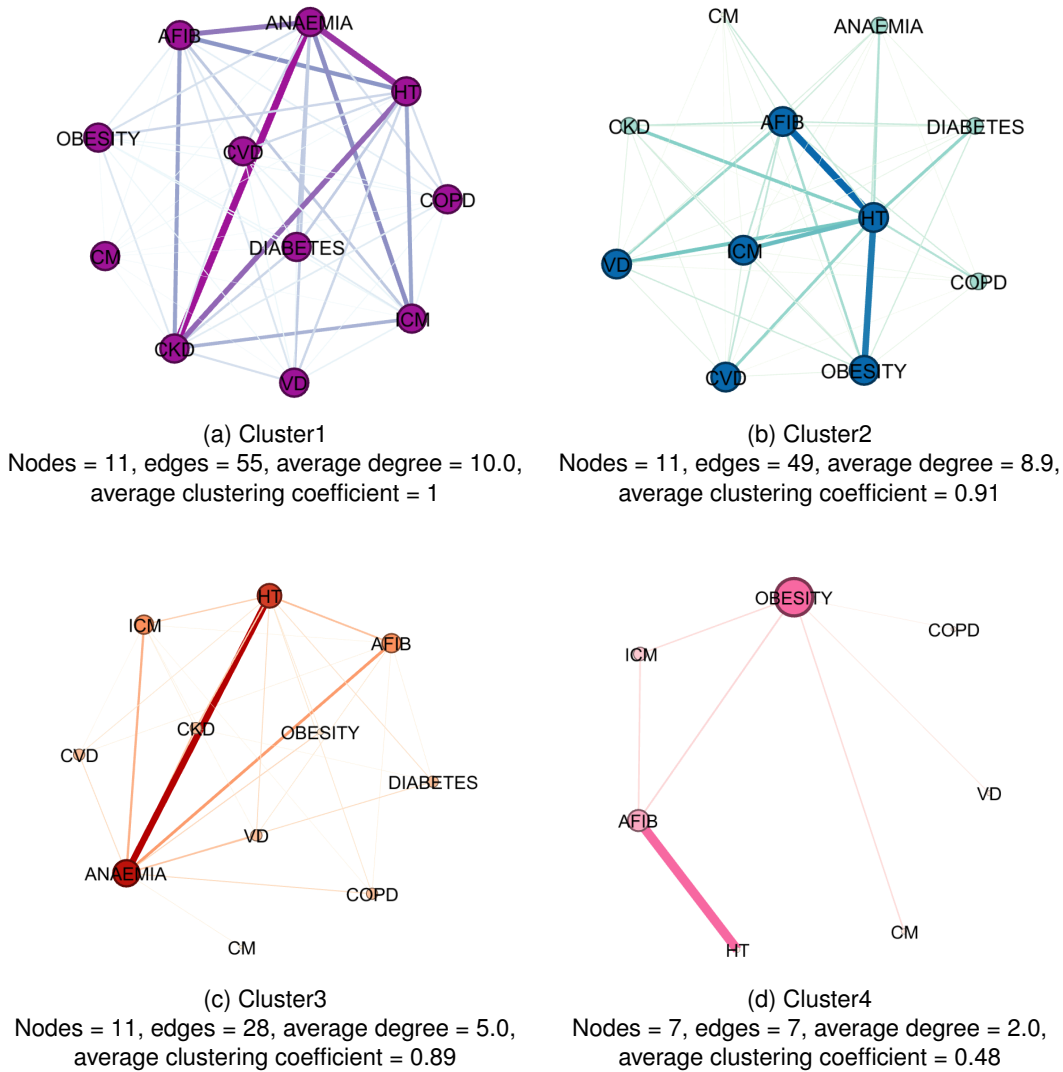 ANAEMIA
AFIB
HT
OBESITY
CVD
COPD
DIABETES
CM
ICM
CKD
VD
(a) Cluster1
Nodes = 11, edges = 55, average degree = 10.0,
average clustering coefficient = 1
CM
ANAEMIA
CKD
AFIB
DIABETES
HT
ICM
VD
COPD
OBESITY
CVD
(b) Cluster2
Nodes = 11, edges = 49, average degree = 8.9,
average clustering coefficient = 0.91
HT
ICM
AFIB
CKD
OBESITY
CVD
DIABETES
VD
ANAEMIA
COPD
CM
(c) Cluster3
Nodes = 11, edges = 28, average degree = 5.0,
average clustering coefficient = 0.89
OBESITY
COPD
ICM
VD
AFIB
CM
HT
(d) Cluster4
Nodes = 7, edges = 7, average degree = 2.0,
average clustering coefficient = 0.48